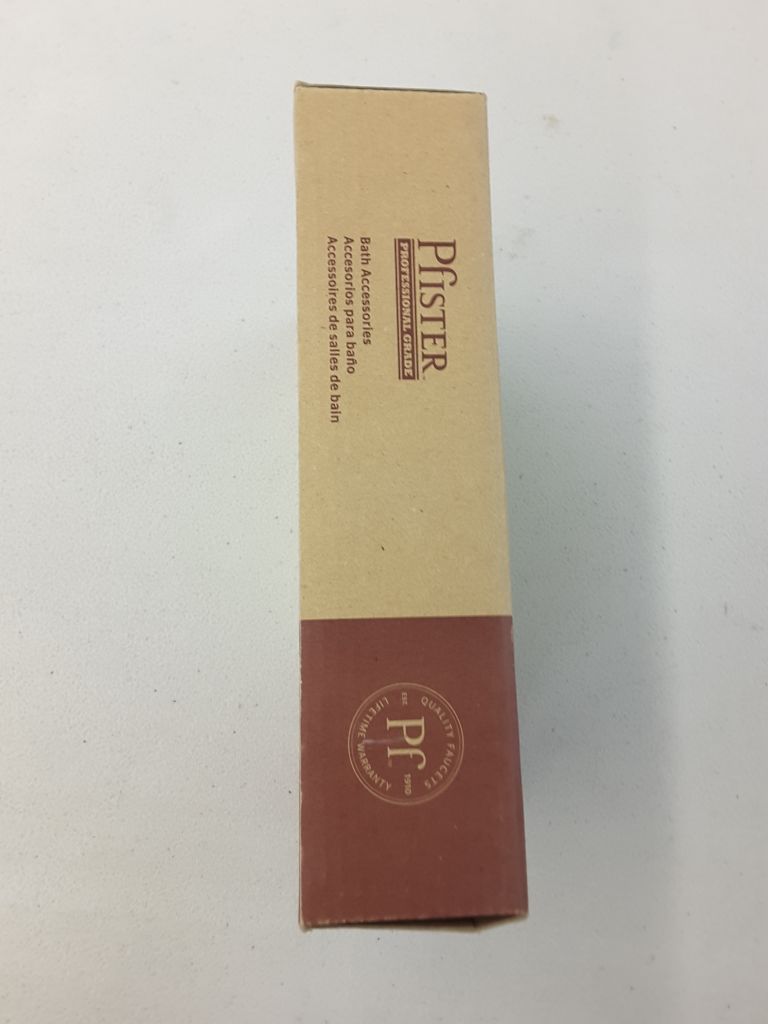 PfISTER™
PROFESSIONAL GRADE
Bath Accessories
Accesorios para baño
Accessoires de salles de bain
QUALITY FAUCETS
EST. Pf 1910
LIFETIME WARRANTY